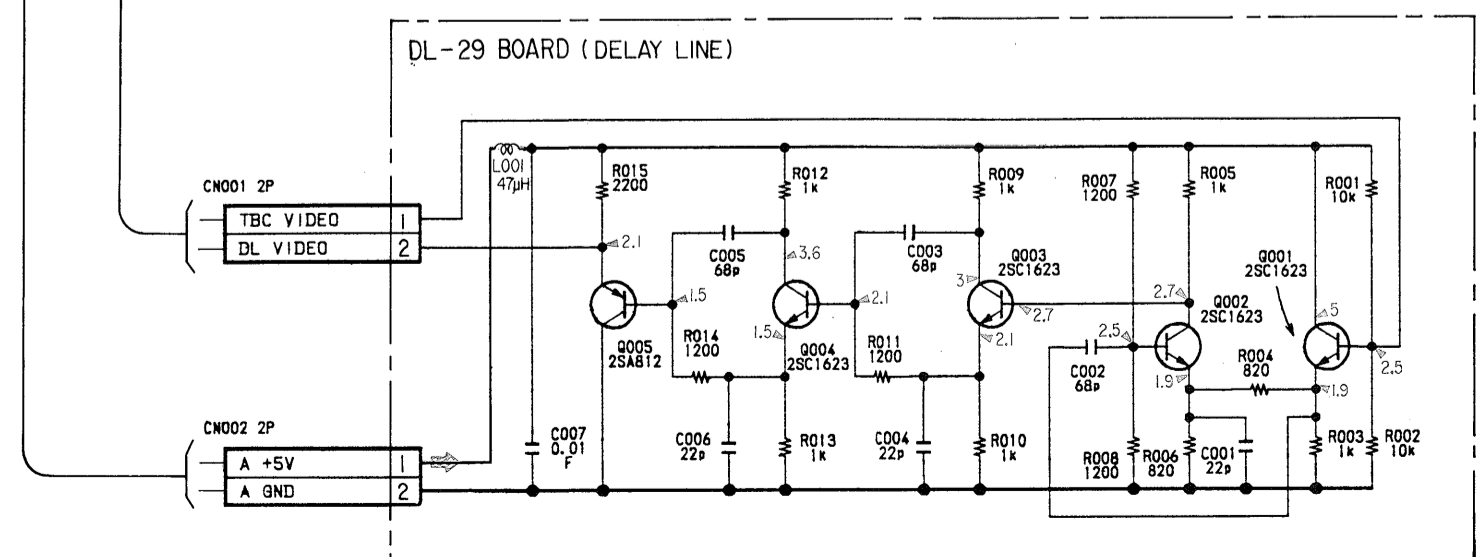 DL-29 BOARD (DELAY LINE)
CN001 2P
TBC VIDEO 1
DL VIDEO 2
L001
47μH
R015
2200
R012
1k
R009
1k
R007
1200
R005
1k
R001
10k
2.1
C005
68p
3.6
C003
68p
3
Q003
2SC1623
Q001
2SC1623
1.5
2.1
2.7
2.7
Q002
2SC1623
5
R014
1200
1.5
Q005
2SA812
Q004
2SC1623
R011
1200
2.1
2.5
C002
68p
1.9
R004
820
1.9
2.5
CN002 2P
A +5V 1
A GND 2
C007
0.01
F
C006
22p
R013
1k
C004
22p
R010
1k
R008
1200
R006
820
C001
22p
R003
1k
R002
10k